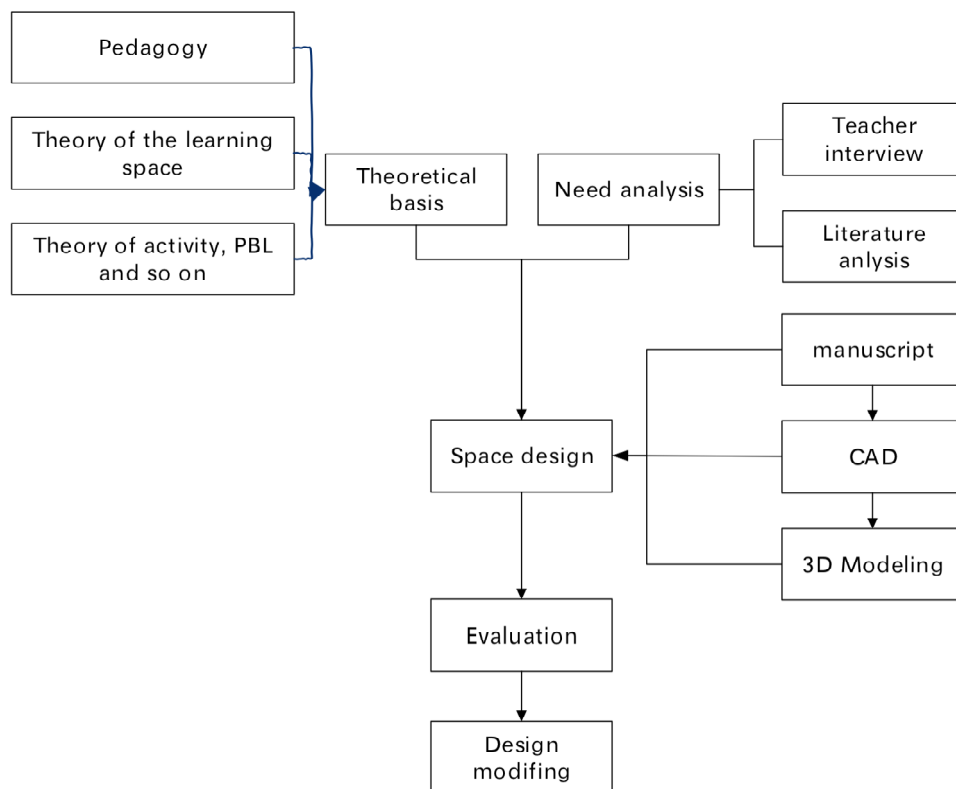 Pedagogy
Theory of the learning
space
Theory of activity, PBL
and so on
Theoretical
basis
Need analysis
Teacher
interview
Literature
anlysis
manuscript
CAD
3D Modeling
Space design
Evaluation
Design
modifing